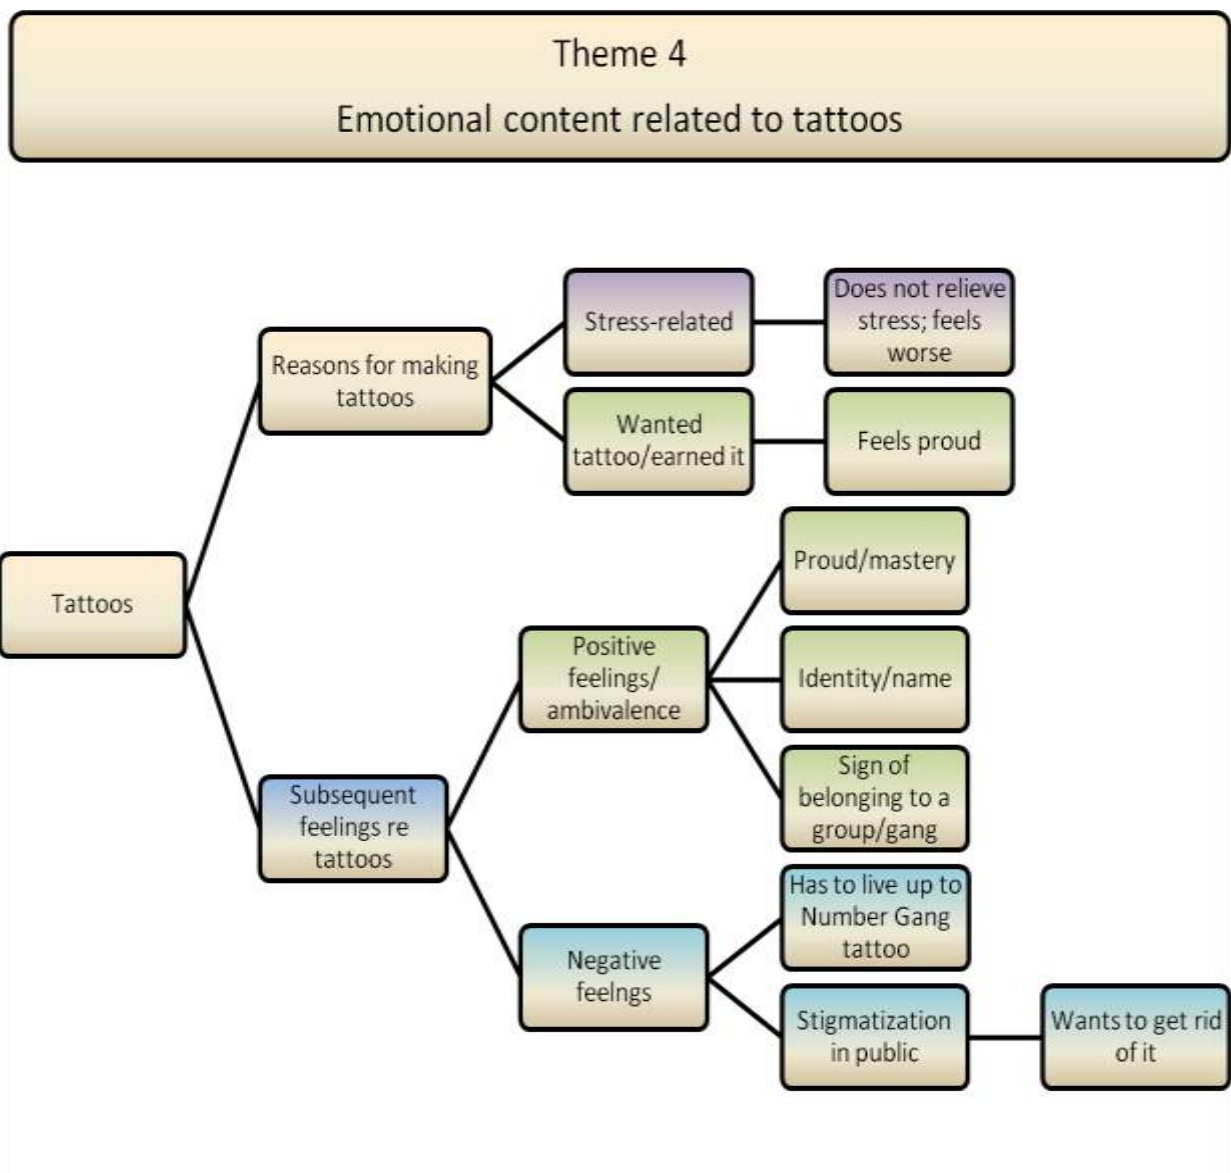 Theme 4
Emotional content related to tattoos
Stress-related
Does not relieve
stress; feels
worse
Reasons for making
tattoos
Wanted
tattoo/earned it
Feels proud
Proud/mastery
Tattoos
Positive
feelings/
ambivalence
Identity/name
Sign of
belonging to a
group/gang
Subsequent
feelings re
tattoos
Has to live up to
Number Gang
tattoo
Negative
feelngs
Stigmatization
in public
Wants to get rid
of it